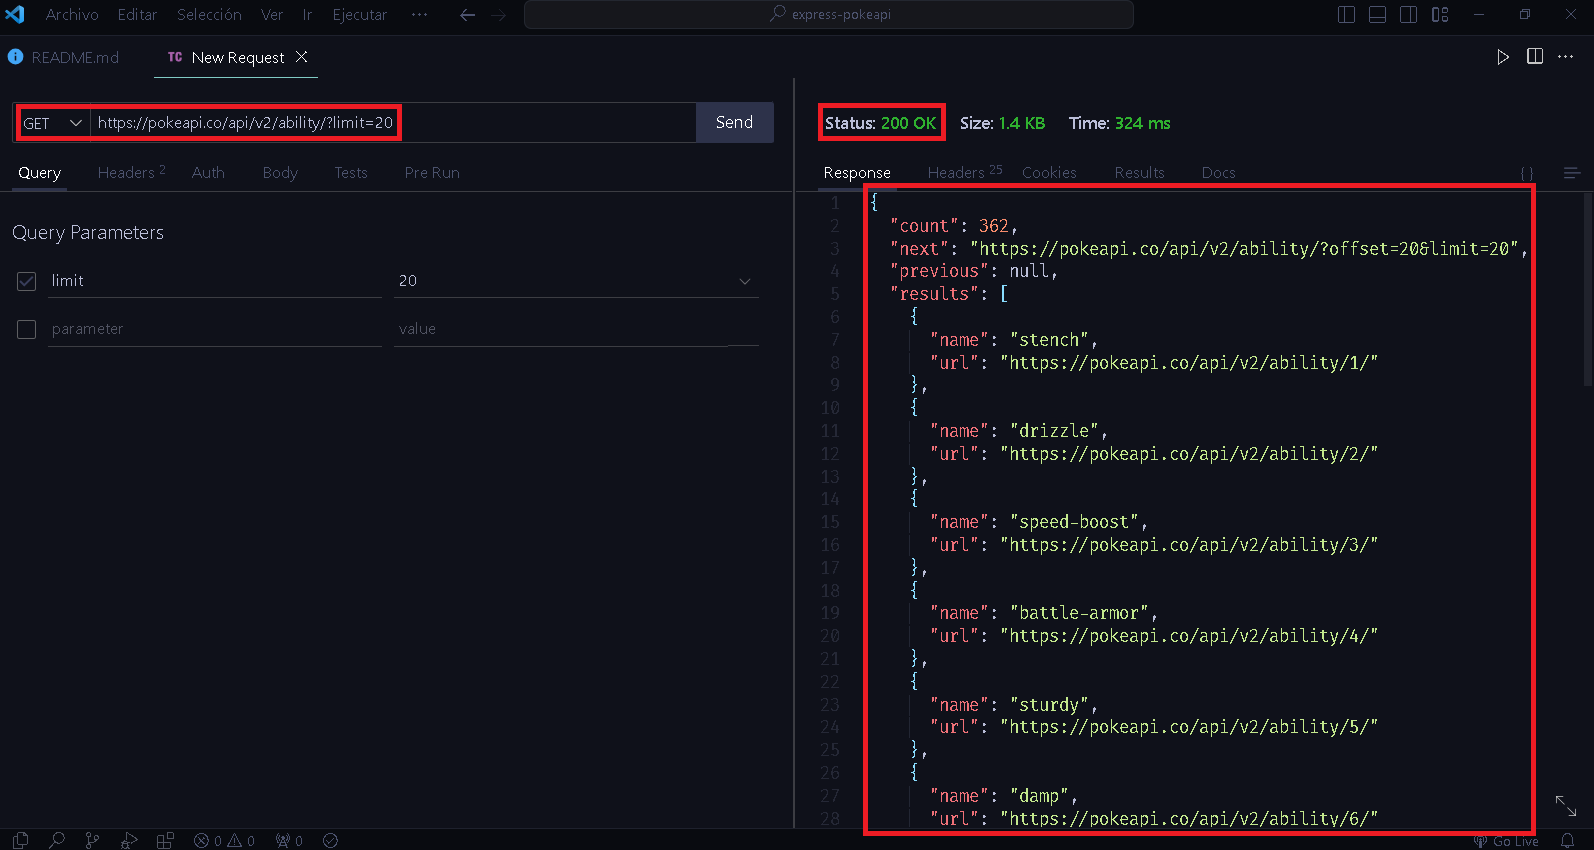 Archivo Editar Selección Ver Ir Ejecutar ··· express-pokeapi
README.md TC New Request
GET https://pokeapi.co/api/v2/ability/?limit=20 Send
Status: 200 OK Size: 1.4 KB Time: 324 ms
Query Headers 2 Auth Body Tests Pre Run
Response Headers 25 Cookies Results Docs {}
Query Parameters
limit 20
parameter value
1 {
2 "count": 362,
3 "next": "https://pokeapi.co/api/v2/ability/?offset=20&limit=20",
4 "previous": null,
5 "results": [
6 {
7 "name": "stench",
8 "url": "https://pokeapi.co/api/v2/ability/1/"
9 },
10 {
11 "name": "drizzle",
12 "url": "https://pokeapi.co/api/v2/ability/2/"
13 },
14 {
15 "name": "speed-boost",
16 "url": "https://pokeapi.co/api/v2/ability/3/"
17 },
18 {
19 "name": "battle-armor",
20 "url": "https://pokeapi.co/api/v2/ability/4/"
21 },
22 {
23 "name": "sturdy",
24 "url": "https://pokeapi.co/api/v2/ability/5/"
25 },
26 {
27 "name": "damp",
28 "url": "https://pokeapi.co/api/v2/ability/6/"
0 0 0 Go Live